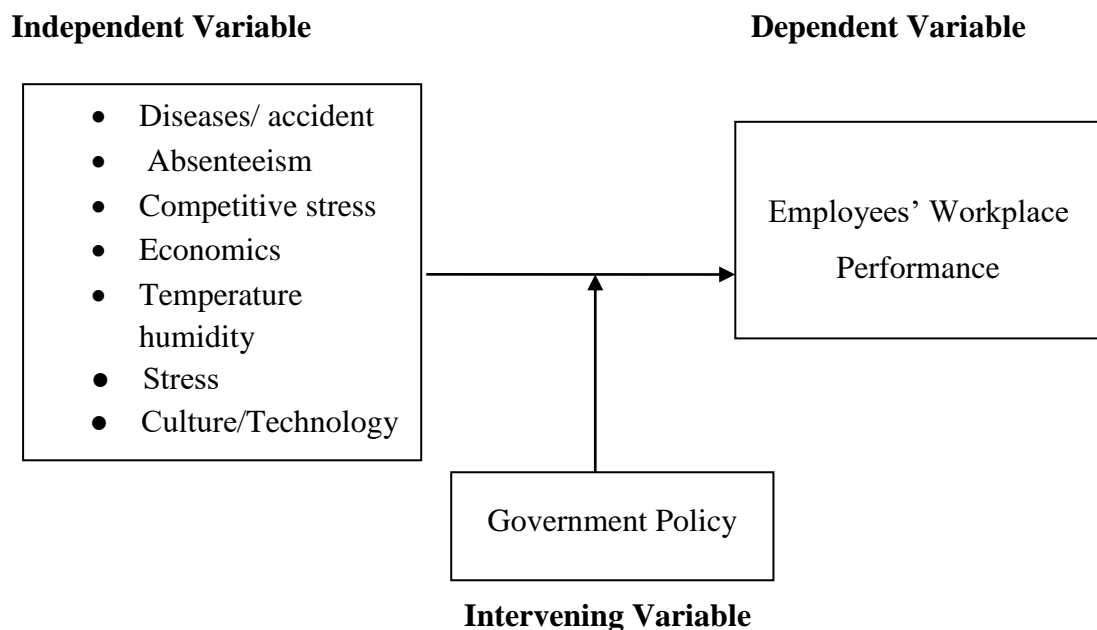 Independent Variable
Dependent Variable
● Diseases/ accident
● Absenteeism
● Competitive stress
● Economics
● Temperature
humidity
● Stress
● Culture/Technology
Employees’ Workplace
Performance
Government Policy
Intervening Variable